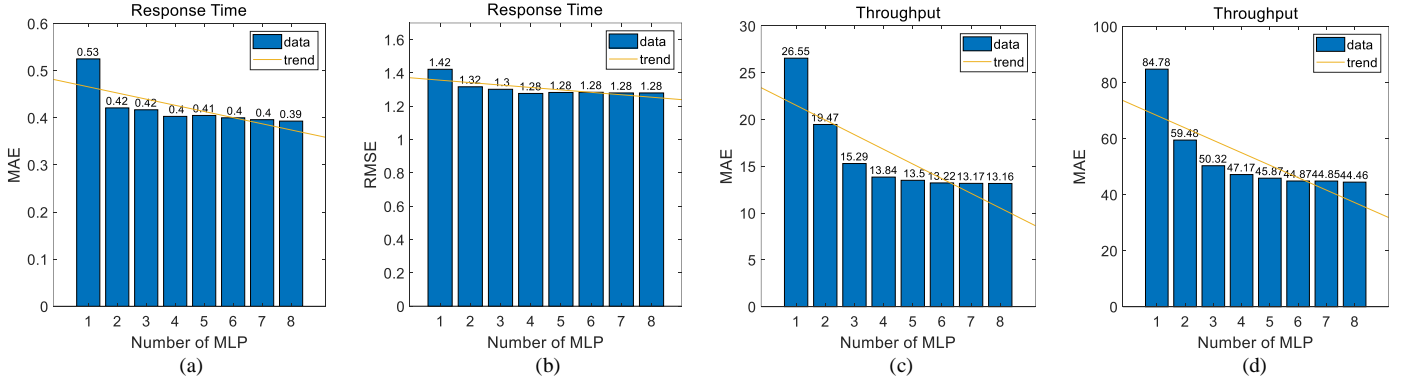 Response Time
MAE
0.6
0.5
0.4
0.3
0.2
0.1
0
data
trend
0.53
0.42
0.42
0.4
0.41
0.4
0.4
0.39
1 2 3 4 5 6 7 8
Number of MLP
(a)
Response Time
RMSE
1.6
1.4
1.2
1
0.8
0.6
0.4
0.2
0
data
trend
1.42
1.32
1.3
1.28
1.28
1.28
1.28
1.28
1 2 3 4 5 6 7 8
Number of MLP
(b)
Throughput
MAE
30
25
20
15
10
5
0
data
trend
26.55
19.47
15.29
13.84
13.5
13.22
13.17
13.16
1 2 3 4 5 6 7 8
Number of MLP
(c)
Throughput
MAE
100
80
60
40
20
0
data
trend
84.78
59.48
50.32
47.17
45.87
44.87
44.85
44.46
1 2 3 4 5 6 7 8
Number of MLP
(d)